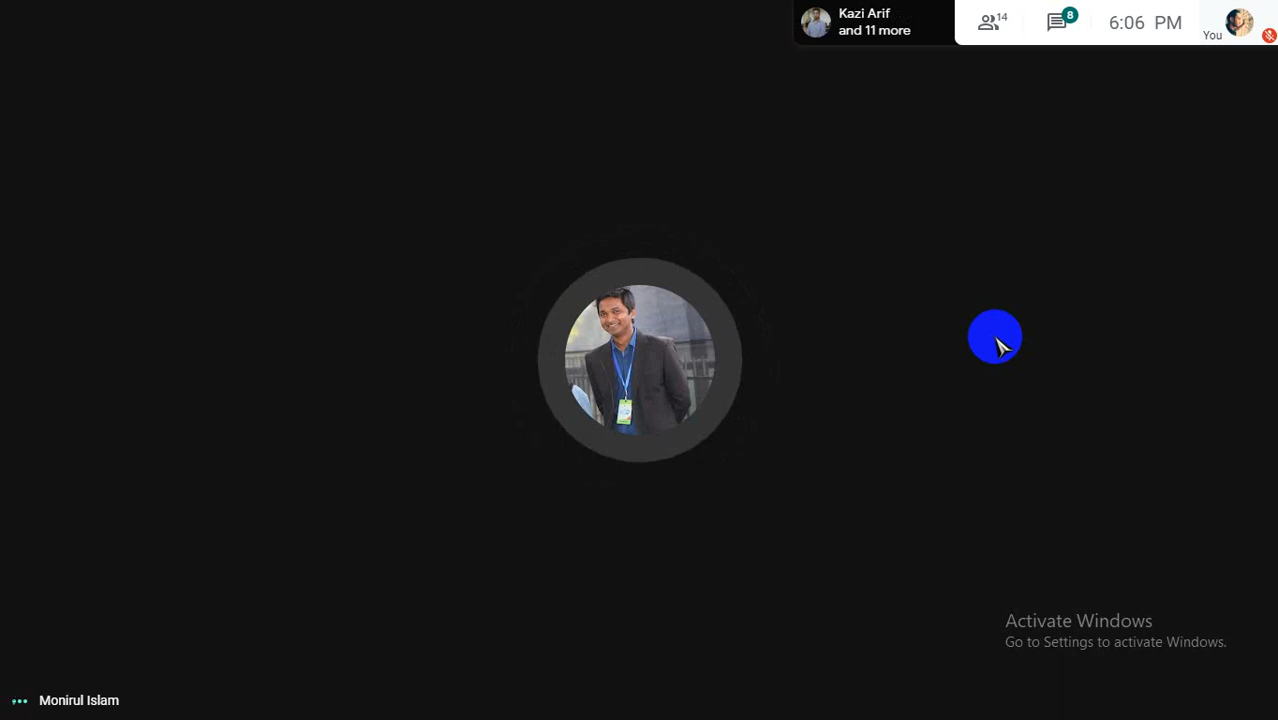 Kazi Arif
and 11 more
14
8
6:06 PM
You
Activate Windows
Go to Settings to activate Windows.
Monirul Islam